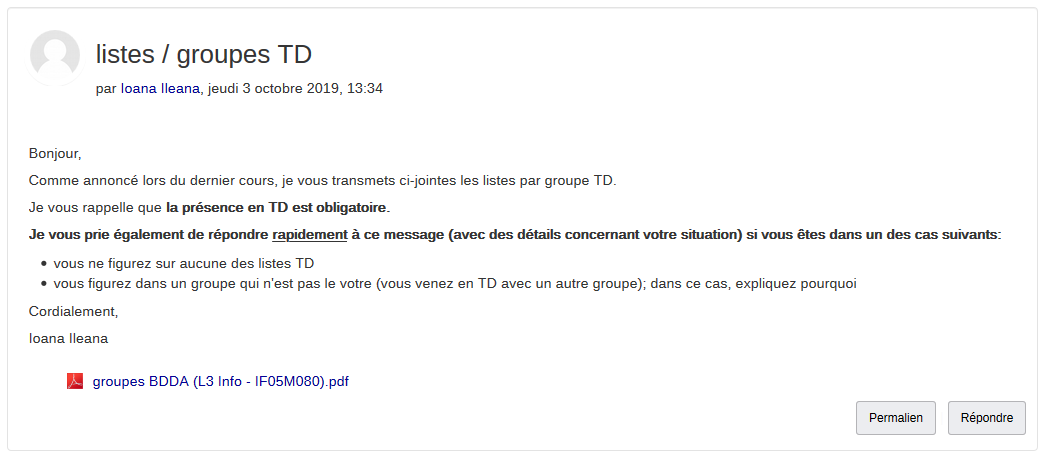 listes / groupes TD
par Ioana Ileana, jeudi 3 octobre 2019, 13:34
Bonjour,
Comme annoncé lors du dernier cours, je vous transmets ci-jointes les listes par groupe TD.
Je vous rappelle que la présence en TD est obligatoire.
Je vous prie également de répondre rapidement à ce message (avec des détails concernant votre situation) si vous êtes dans un des cas suivants:
vous ne figurez sur aucune des listes TD
vous figurez dans un groupe qui n'est pas le votre (vous venez en TD avec un autre groupe); dans ce cas, expliquez pourquoi
Cordialement,
Ioana Ileana
groupes BDDA (L3 Info - IF05M080).pdf
Permalien Répondre